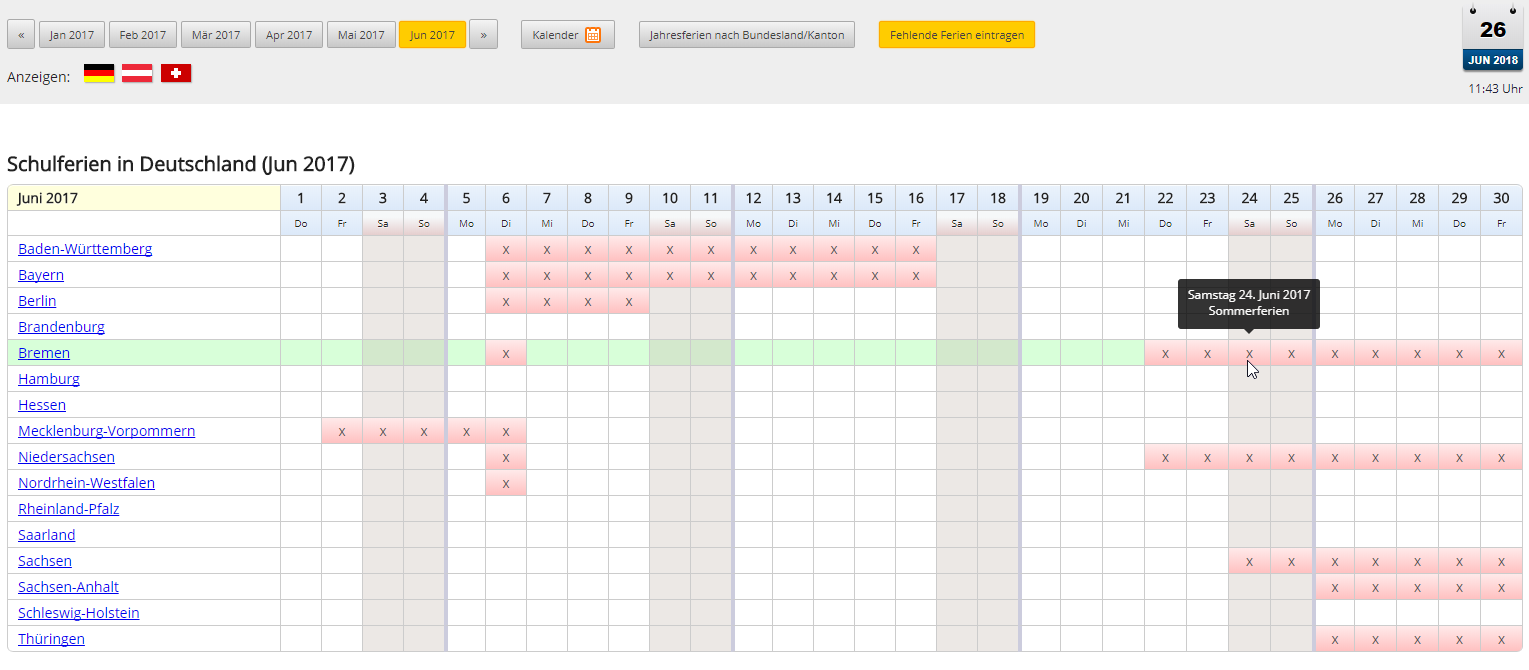 « Jan 2017 Feb 2017 Mär 2017 Apr 2017 Mai 2017 Jun 2017 » Kalender Jahresferien nach Bundesland/Kanton Fehlende Ferien eintragen
26
JUN 2018
11:43 Uhr
Anzeigen:
Schulferien in Deutschland (Jun 2017)
Juni 2017 1 2 3 4 5 6 7 8 9 10 11 12 13 14 15 16 17 18 19 20 21 22 23 24 25 26 27 28 29 30
Do Fr Sa So Mo Di Mi Do Fr Sa So Mo Di Mi Do Fr Sa So Mo Di Mi Do Fr Sa So Mo Di Mi Do Fr
Baden-Württemberg x x x x x x x x x x x
Bayern x x x x x x x x x x x
Samstag 24. Juni 2017
Sommerferien
Berlin x x x x
Brandenburg
Bremen x x x x x x x x x x
Hamburg
Hessen
Mecklenburg-Vorpommern x x x x x
Niedersachsen x x x x x x x x x x
Nordrhein-Westfalen x
Rheinland-Pfalz
Saarland
Sachsen x x x x x x x
Sachsen-Anhalt x x x x x
Schleswig-Holstein
Thüringen x x x x x